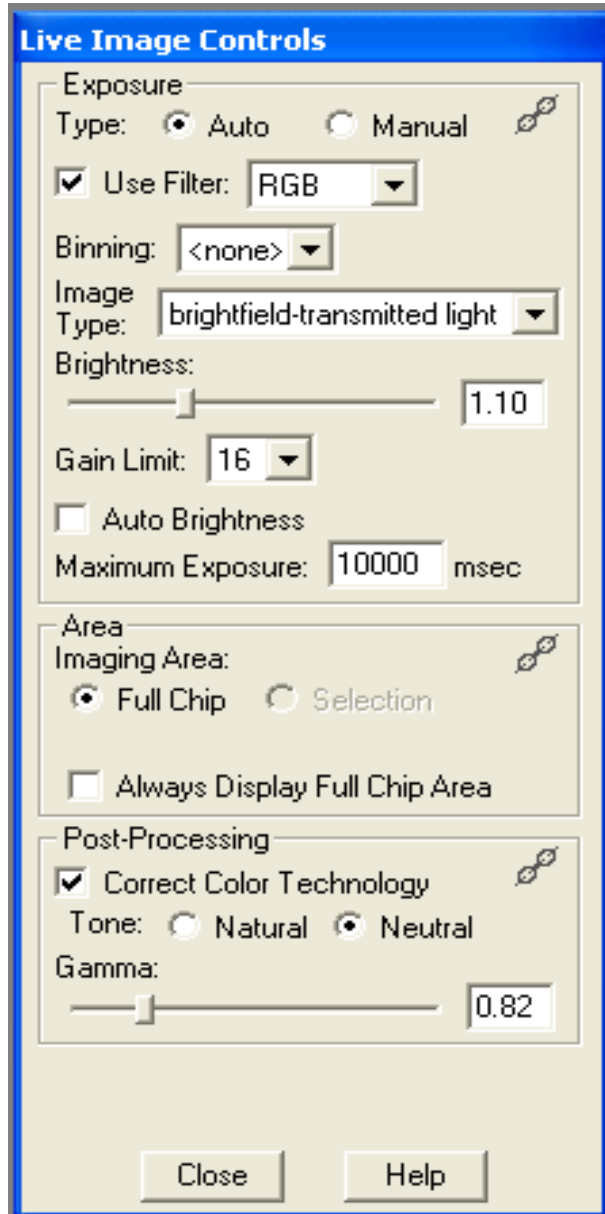 Live Image Controls
Exposure
Type: Auto Manual
Use Filter: RGB
Binning: <none>
Image
Type: brightfield-transmitted light
Brightness:
1.10
Gain Limit: 16
Auto Brightness
Maximum Exposure: 10000 msec
Area
Imaging Area:
Full Chip Selection
Always Display Full Chip Area
Post-Processing
Correct Color Technology
Tone: Natural Neutral
Gamma:
0.82
Close Help